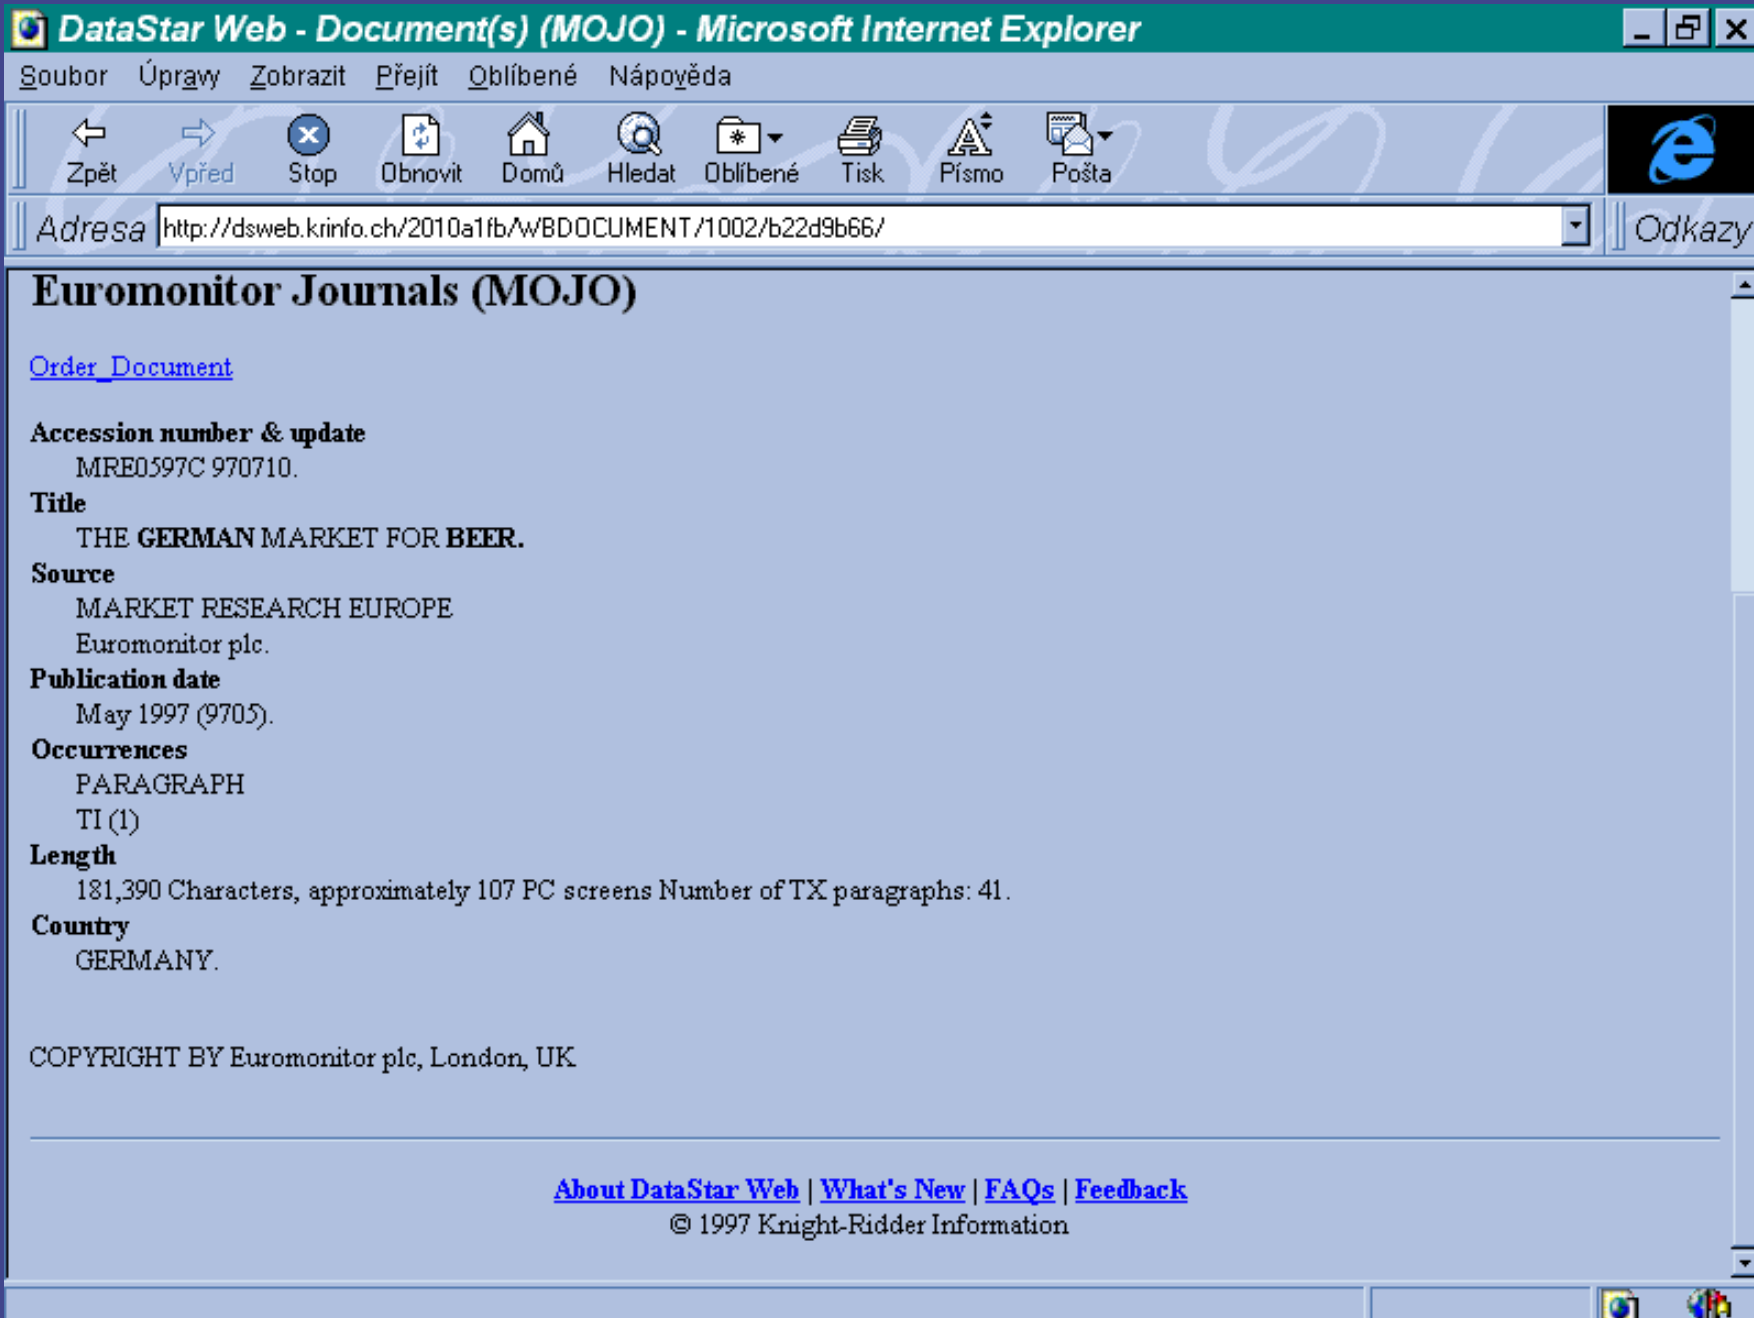 DataStar Web - Document(s) (MOJO) - Microsoft Internet Explorer
Soubor Úpravy Zobrazit Přejít Oblíbené Nápověda
Zpět Vpřed Stop Obnovit Domů Hledat Oblíbené Tisk Písmo Pošta
Adresa http://dsweb.krinfo.ch/2010a1fb/WBDOCUMENT/1002/b22d9b66/ Odkazy
Euromonitor Journals (MOJO)
Order_Document
Accession number & update
MRE0597C 970710.
Title
THE GERMAN MARKET FOR BEER.
Source
MARKET RESEARCH EUROPE
Euromonitor plc.
Publication date
May 1997 (9705).
Occurrences
PARAGRAPH
TI (1)
Length
181,390 Characters, approximately 107 PC screens Number of TX paragraphs: 41.
Country
GERMANY.
COPYRIGHT BY Euromonitor plc, London, UK
About DataStar Web | What's New | FAQs | Feedback
© 1997 Knight-Ridder Information